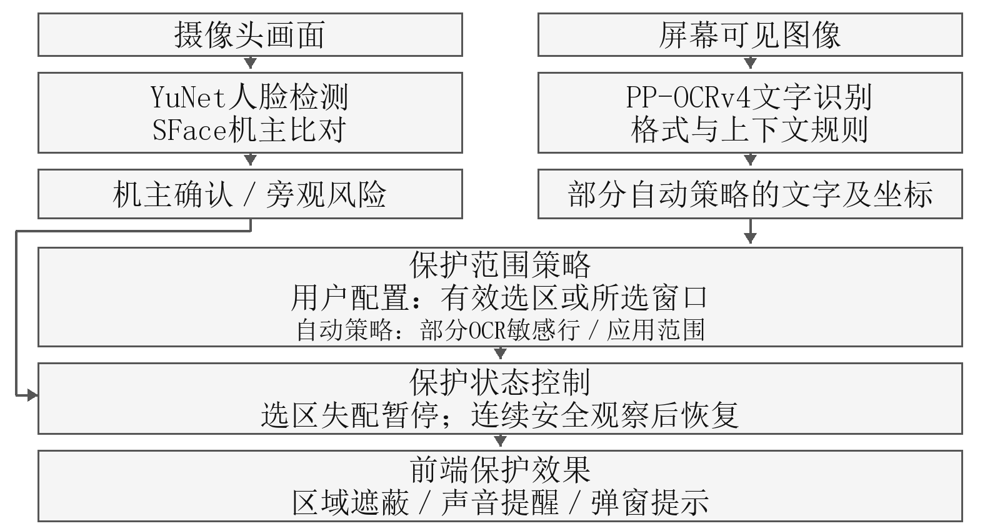 摄像头画面
屏幕可见图像
YuNet人脸检测
SFace机主比对
PP-OCRv4文字识别
格式与上下文规则
机主确认 / 旁观风险
部分自动策略的文字及坐标
保护范围策略
用户配置：有效选区或所选窗口
自动策略：部分OCR敏感行 / 应用范围
保护状态控制
选区失配暂停；连续安全观察后恢复
前端保护效果
区域遮蔽 / 声音提醒 / 弹窗提示